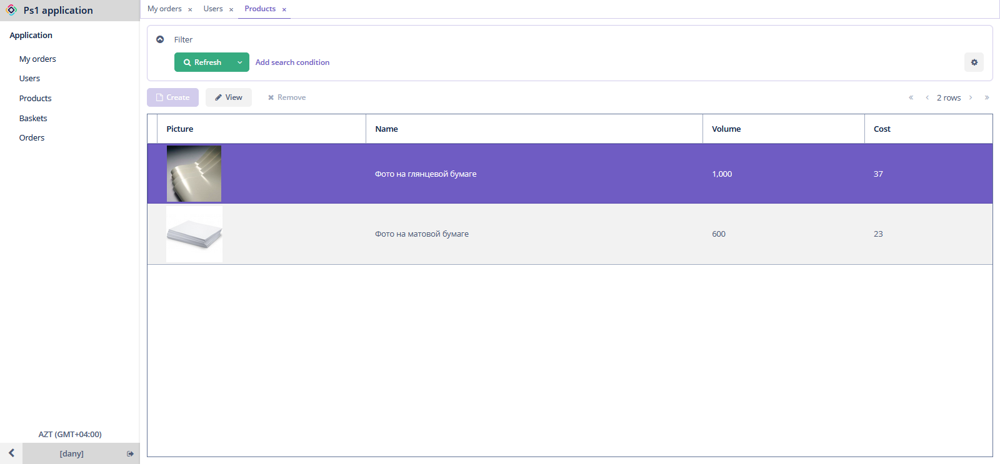 Ps1 application
My orders × Users × Products ×
Application
My orders
Users
Products
Baskets
Orders
Filter
Refresh Add search condition
Create View Remove
2 rows
Picture Name Volume Cost
Фото на глянцевой бумаге 1,000 37
Фото на матовой бумаге 600 23
AZT (GMT+04:00)
[dany]